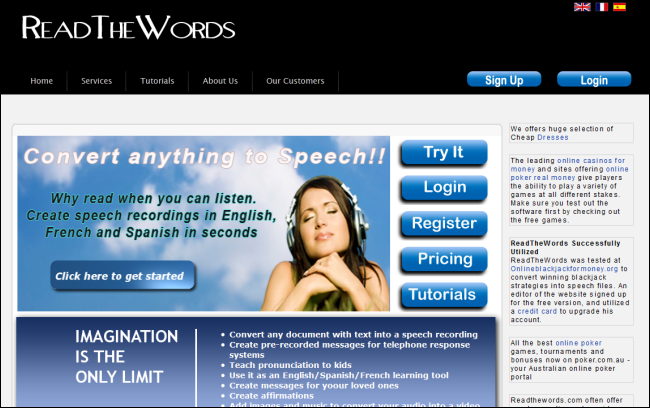 ReadTheWords
Home Services Tutorials About Us Our Customers
Sign Up Login
Convert anything to Speech!!
Why read when you can listen.
Create speech recordings in English,
French and Spanish in seconds
Click here to get started
Try It
Login
Register
Pricing
Tutorials
IMAGINATION
IS THE
ONLY LIMIT
Convert any document with text into a speech recording
Create pre-recorded messages for telephone response
systems
Teach pronunciation to kids
Use it as an English/Spanish/French learning tool
Create messages for yoour loved ones
Create affirmations
Add images and music to convert your audio into a video
We offers huge selection of
Cheap Dresses
The leading online casinos for
money and sites offering online
poker real money give players
the ability to play a variety of
games at all different stakes.
Make sure you test out the
software first by checking out
the free games.
ReadTheWords Successfully
Utilized
ReadTheWords was tested at
Onlineblackjackformoney.org to
convert winning blackjack
strategies into speech files. An
editor of the website signed up
for the free version, and utilized
a credit card to upgrade his
account.
All the best online poker
games, tournaments and
bonuses now on poker.com.au -
your Australian online poker
portal
Readthewords.com often offer